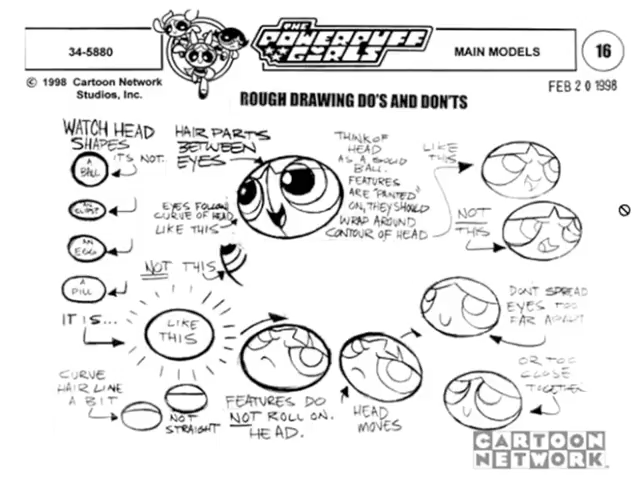 34-5880
THE
POWERPUFF
GIRLS
MAIN MODELS
16
© 1998 Cartoon Network
Studios, Inc.
FEB 20 1998
ROUGH DRAWING DO'S AND DON'TS
WATCH HEAD
SHAPES
IT'S NOT..
A
BALL
AN
ELIPSE
AN
EGG
A
PILL
IT IS...
LIKE
THIS
CURVE
HAIR LINE
A BIT
NOT
STRAIGHT
HAIR PARTS
BETWEEN
EYES
EYES FOLLOW
CURVE OF HEAD
LIKE THIS
NOT THIS
THINK OF
HEAD
AS A SOLID
BALL.
FEATURES
ARE "PAINTED"
ON, THEY SHOULD
WRAP AROUND
CONTOUR OF HEAD
LIKE
THIS
NOT
THIS
FEATURES DO
NOT ROLL ON.
HEAD.
HEAD
MOVES
DONT SPREAD
EYES TOO
FAR APART
OR TOO
CLOSE
TOGETHER
CARTOON
NETWORK